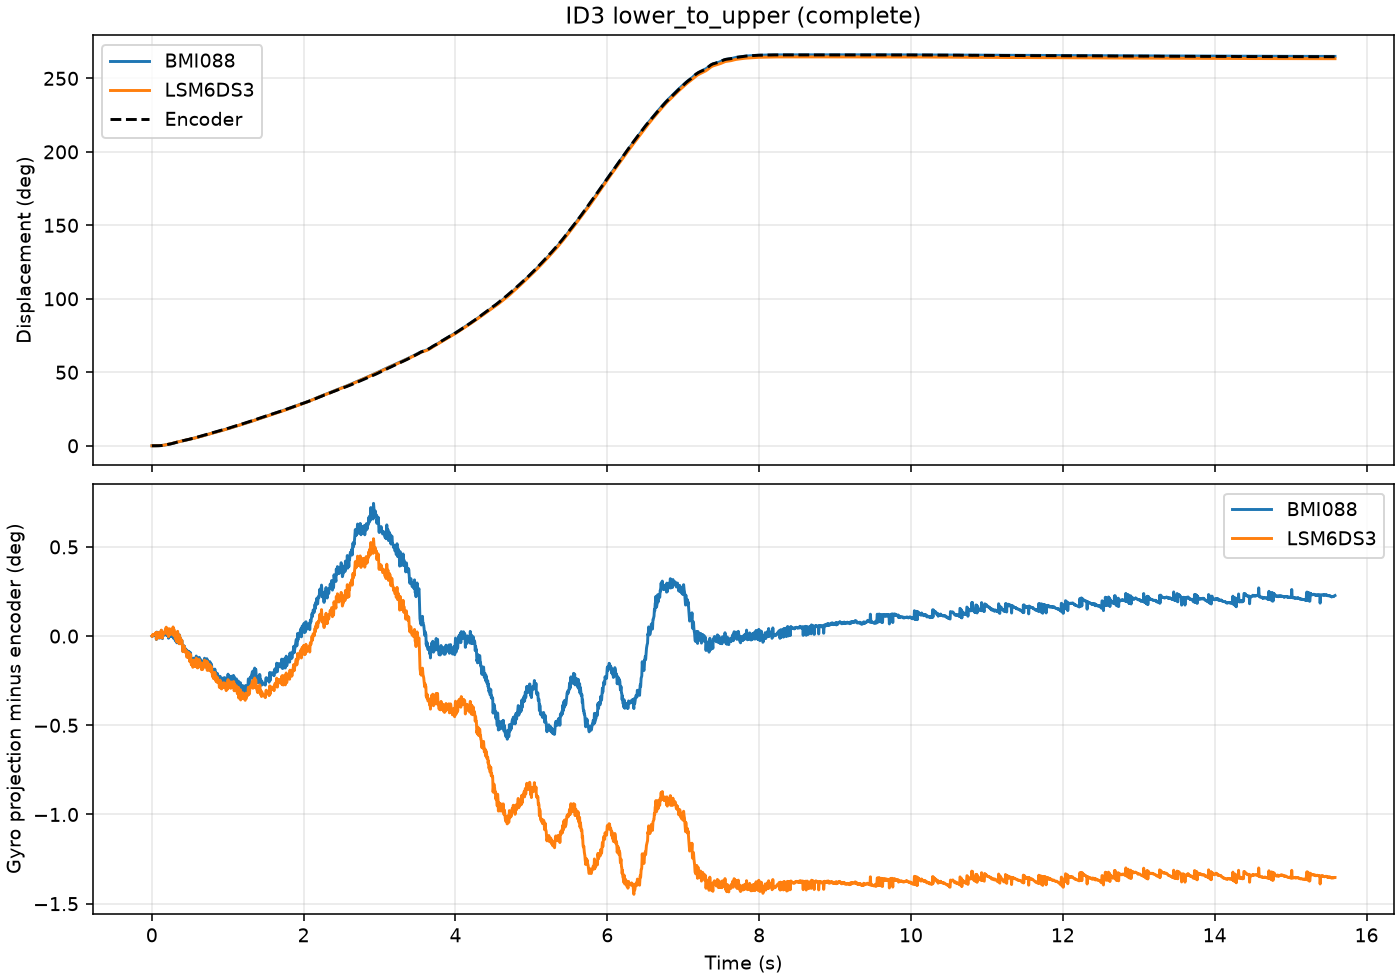 ID3 lower_to_upper (complete)
BMI088
LSM6DS3
Encoder
Displacement (deg)
250
200
150
100
50
0
BMI088
LSM6DS3
Gyro projection minus encoder (deg)
0.5
0.0
−0.5
−1.0
−1.5
0 2 4 6 8 10 12 14 16
Time (s)